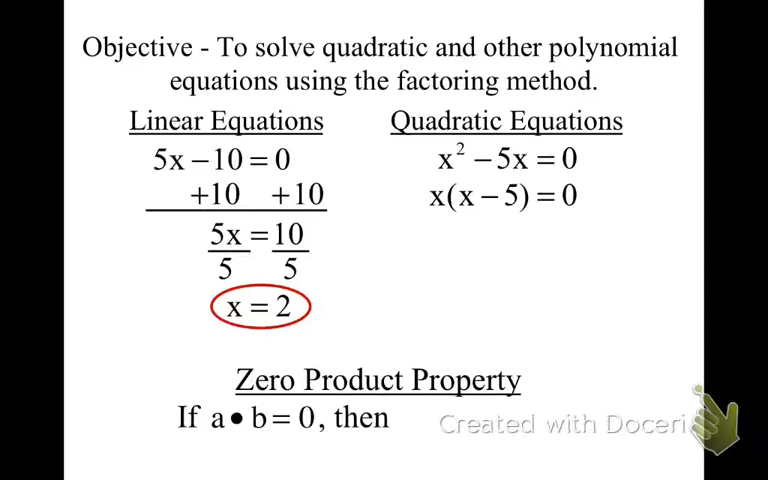 Objective - To solve quadratic and other polynomial
equations using the factoring method.
Linear Equations
5x − 10 = 0
+10 +10
5x = 10
5 5
x = 2
Quadratic Equations
x² − 5x = 0
x(x − 5) = 0
Zero Product Property
If a • b = 0, then
Created with Doceri